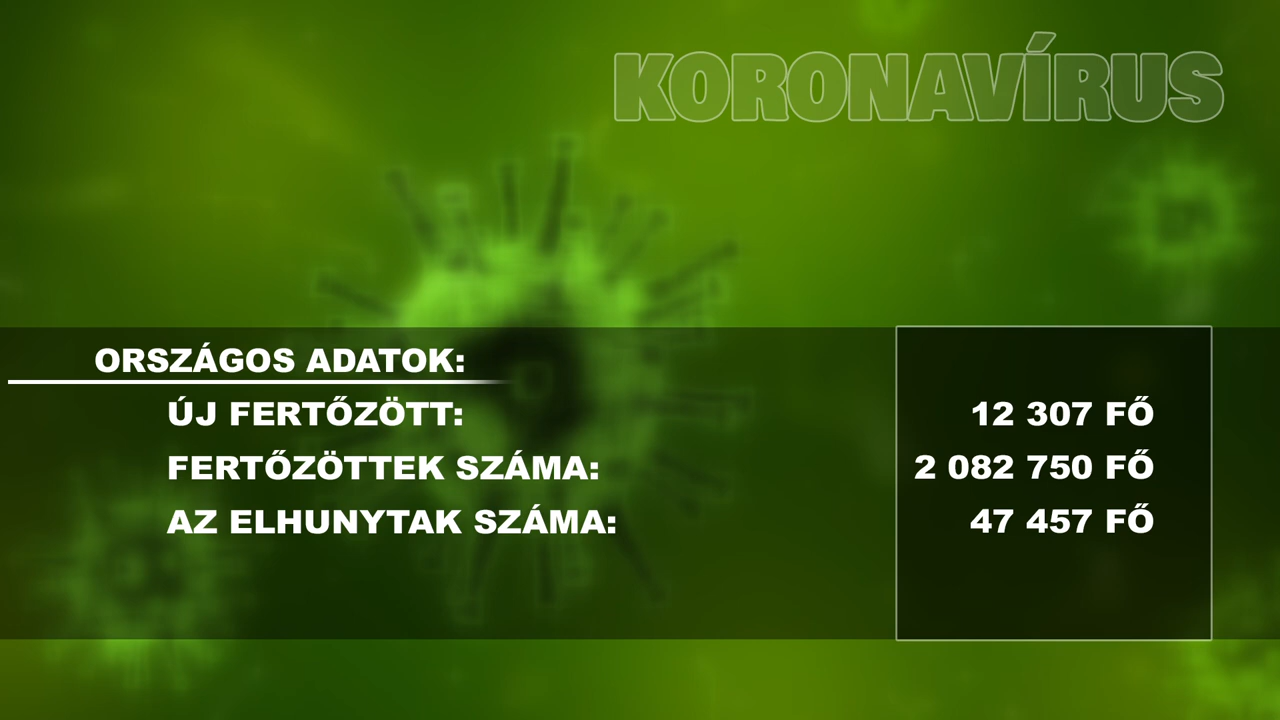 KORONAVÍRUS
ORSZÁGOS ADATOK:
ÚJ FERTŐZÖTT: 12 307 FŐ
FERTŐZÖTTEK SZÁMA: 2 082 750 FŐ
AZ ELHUNYTAK SZÁMA: 47 457 FŐ